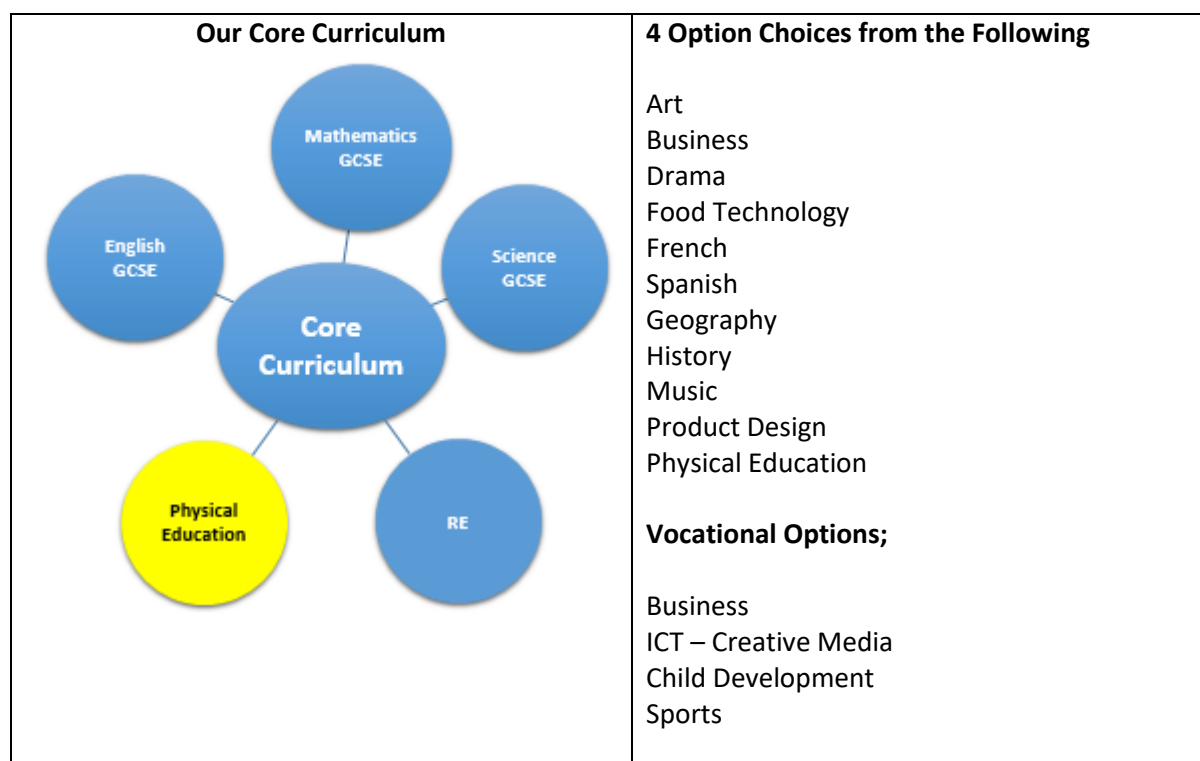 Our Core Curriculum
Mathematics
GCSE
English
GCSE
Science
GCSE
Core
Curriculum
Physical
Education
RE
4 Option Choices from the Following
Art
Business
Drama
Food Technology
French
Spanish
Geography
History
Music
Product Design
Physical Education
Vocational Options;
Business
ICT – Creative Media
Child Development
Sports